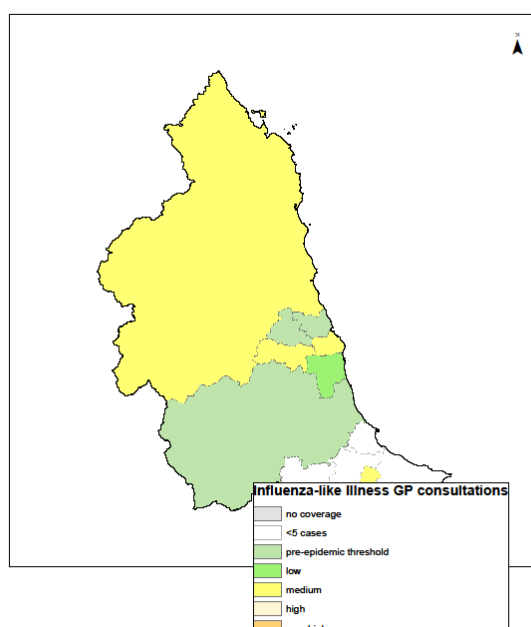 N
Influenza-like Illness GP consultations
no coverage
<5 cases
pre-epidemic threshold
low
medium
high